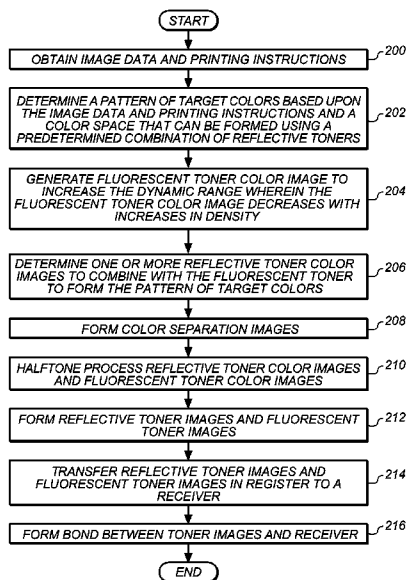 START
OBTAIN IMAGE DATA AND PRINTING INSTRUCTIONS
200
DETERMINE A PATTERN OF TARGET COLORS BASED UPON
THE IMAGE DATA AND PRINTING INSTRUCTIONS AND A
COLOR SPACE THAT CAN BE FORMED USING A
PREDETERMINED COMBINATION OF REFLECTIVE TONERS
202
GENERATE FLUORESCENT TONER COLOR IMAGE TO
INCREASE THE DYNAMIC RANGE WHEREIN THE
FLUORESCENT TONER COLOR IMAGE DECREASES WITH
INCREASES IN DENSITY
204
DETERMINE ONE OR MORE REFLECTIVE TONER COLOR
IMAGES TO COMBINE WITH THE FLUORESCENT TONER
TO FORM THE PATTERN OF TARGET COLORS
206
FORM COLOR SEPARATION IMAGES
208
HALFTONE PROCESS REFLECTIVE TONER COLOR IMAGES
AND FLUORESCENT TONER COLOR IMAGES
210
FORM REFLECTIVE TONER IMAGES AND FLUORESCENT
TONER IMAGES
212
TRANSFER REFLECTIVE TONER IMAGES AND
FLUORESCENT TONER IMAGES IN REGISTER TO A
RECEIVER
214
FORM BOND BETWEEN TONER IMAGES AND RECEIVER
216
END